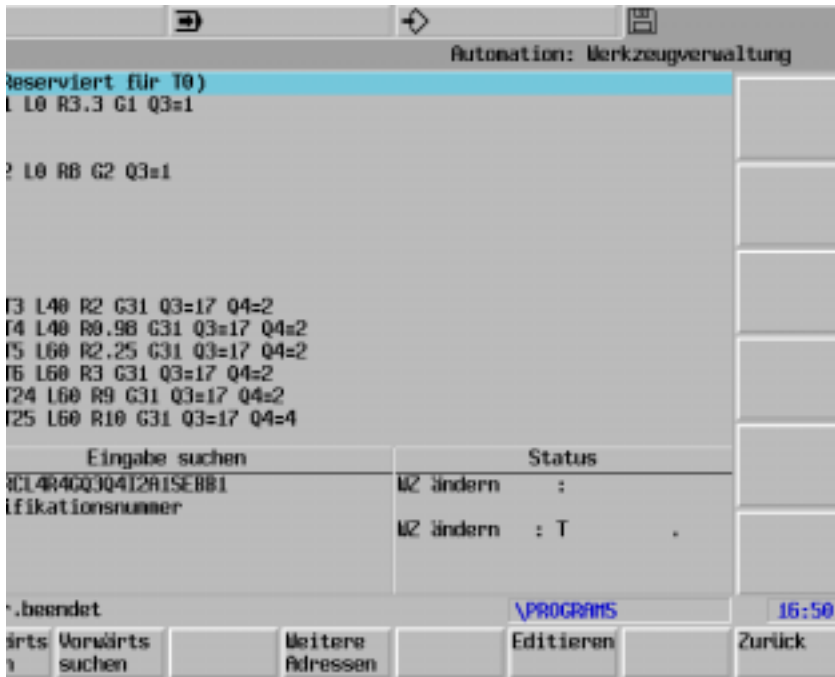 Automation: Werkzeugverwaltung
Reserviert für T0)
1 L0 R3.3 G1 Q3=1
2 L0 R8 G2 Q3=1
T3 L40 R2 G31 Q3=17 Q4=2
T4 L40 R0.98 G31 Q3=17 Q4=2
T5 L60 R2.25 G31 Q3=17 Q4=2
T6 L60 R3 G31 Q3=17 Q4=2
T24 L60 R9 G31 Q3=17 Q4=2
T25 L60 R10 G31 Q3=17 Q4=4
Eingabe suchen
Status
RCL4R4GQ3Q4I2A1SEBB1
WZ ändern :
ifikationsnummer
WZ ändern : T .
r.beendet
\PROGRAMS
16:50
ärts
Vorwärts
suchen
Weitere
Adressen
Editieren
Zurück